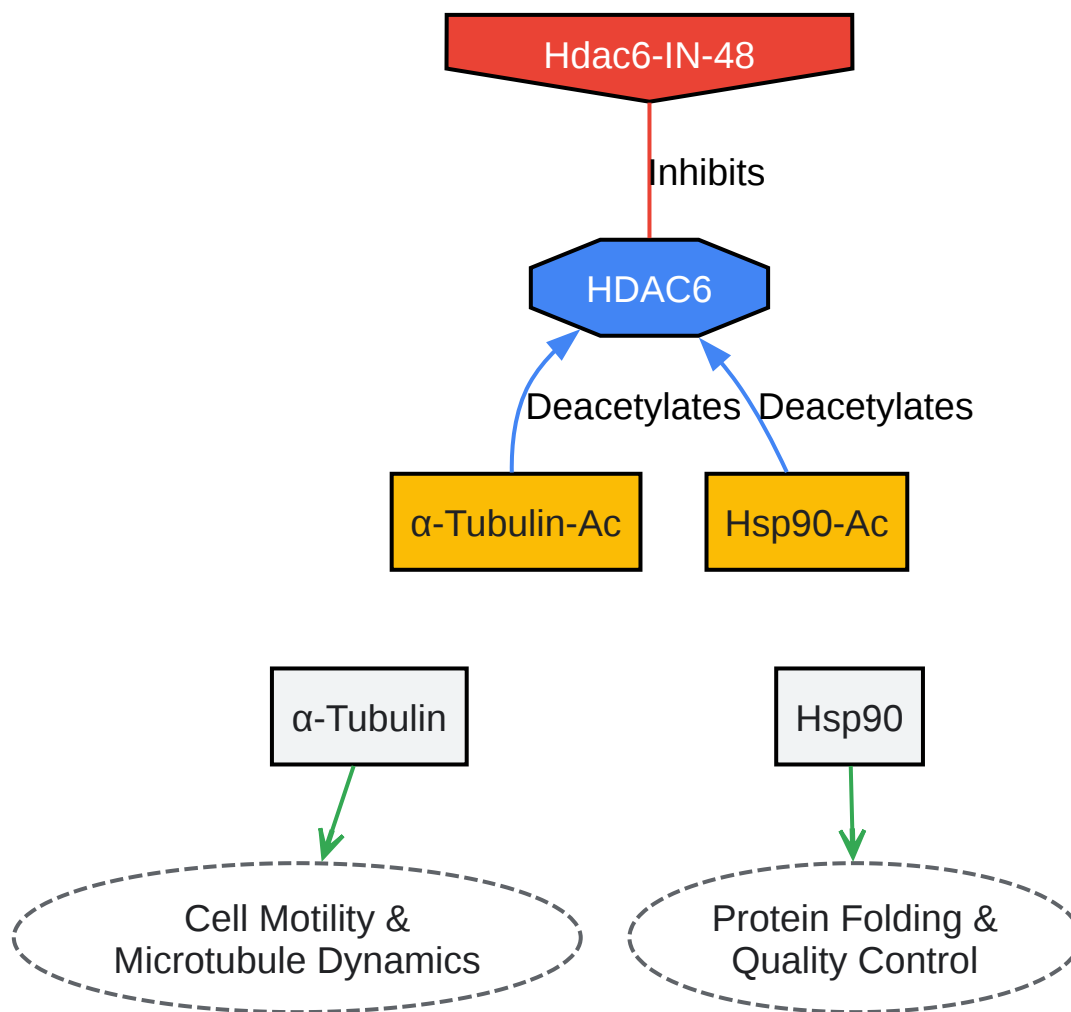 Hdac6-IN-48
Inhibits
HDAC6
Deacetylates
Deacetylates
α-Tubulin-Ac
Hsp90-Ac
α-Tubulin
Hsp90
Cell Motility &
Microtubule Dynamics
Protein Folding &
Quality Control